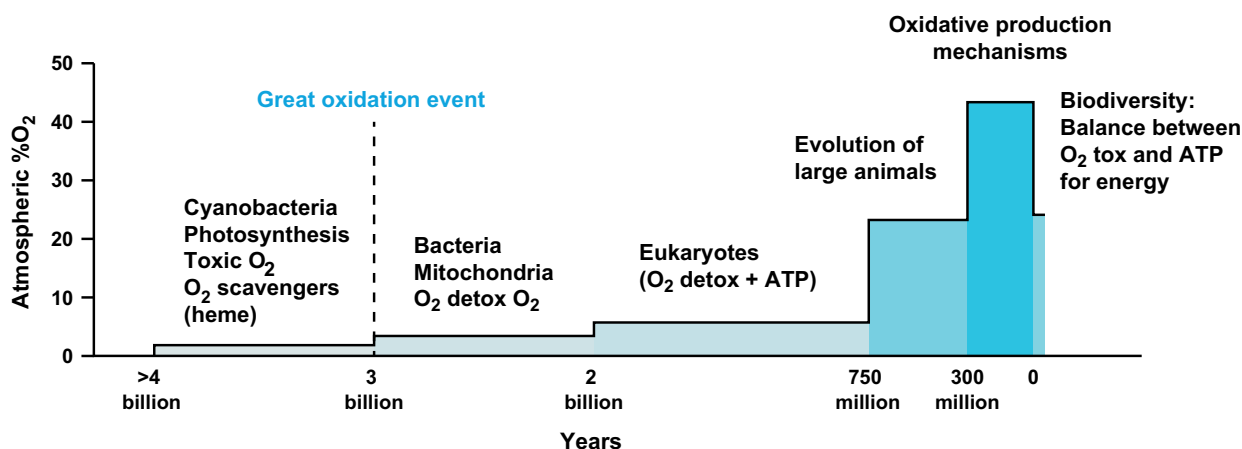 Oxidative production
mechanisms
50
40
30
20
10
0
Atmospheric %O₂
Great oxidation event
Cyanobacteria
Photosynthesis
Toxic O₂
O₂ scavengers
(heme)
Bacteria
Mitochondria
O₂ detox O₂
Eukaryotes
(O₂ detox + ATP)
Evolution of
large animals
Biodiversity:
Balance between
O₂ tox and ATP
for energy
>4
billion
3
billion
2
billion
750
million
300
million
0
Years